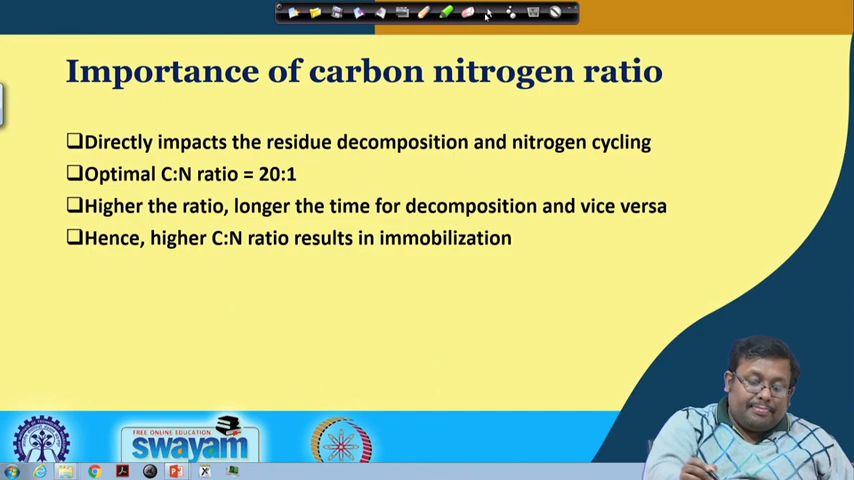 Importance of carbon nitrogen ratio
❑Directly impacts the residue decomposition and nitrogen cycling
❑Optimal C:N ratio = 20:1
❑Higher the ratio, longer the time for decomposition and vice versa
❑Hence, higher C:N ratio results in immobilization
FREE ONLINE EDUCATION
swayam